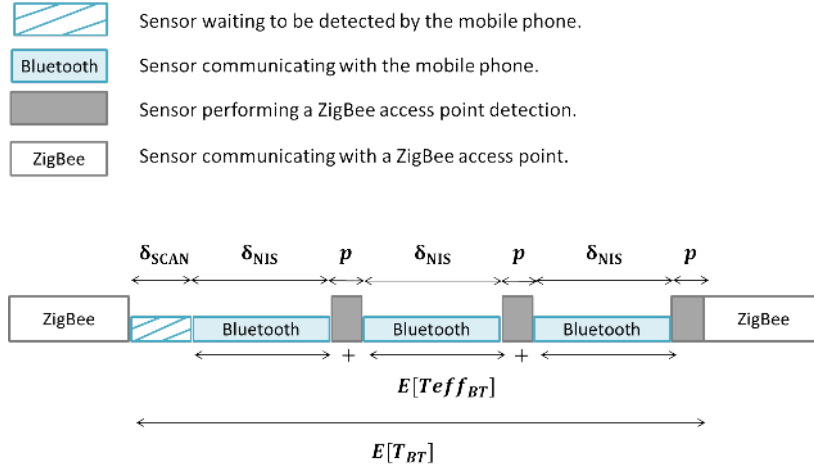 Sensor waiting to be detected by the mobile phone.
Bluetooth Sensor communicating with the mobile phone.
Sensor performing a ZigBee access point detection.
ZigBee Sensor communicating with a ZigBee access point.
δSCAN δNIS p δNIS p δNIS p
ZigBee Bluetooth Bluetooth Bluetooth ZigBee
+ +
E[TeffBT]
E[TBT]